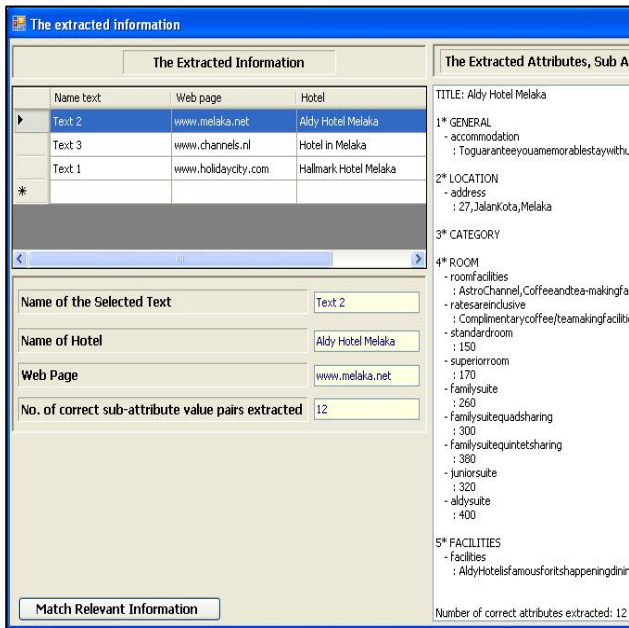 The extracted information
The Extracted Information
Name text Web page Hotel
Text 2 www.melaka.net Aldy Hotel Melaka
Text 3 www.channels.nl Hotel in Melaka
Text 1 www.holidaycity.com Hallmark Hotel Melaka
Name of the Selected Text Text 2
Name of Hotel Aldy Hotel Melaka
Web Page www.melaka.net
No. of correct sub-attribute value pairs extracted 12
Match Relevant Information
The Extracted Attributes, Sub A
TITLE: Aldy Hotel Melaka
1* GENERAL
- accommodation
: Toguaranteeyouamemorablestaywithu
2* LOCATION
- address
: 27,JalanKota,Melaka
3* CATEGORY
4* ROOM
- roomfacilities
: AstroChannel,Coffeeandtea-makingfa
- ratesareinclusive
: Complimentarycoffee/teamakingfaciliti
- standardroom
: 150
- superiorroom
: 170
- familysuite
: 260
- familysuitequadsharing
: 300
- familysuitequintetsharing
: 380
- juniorsuite
: 320
- aldysuite
: 400
5* FACILITIES
- facilities
: AldyHotelisfamousforitshappeningdinin
Number of correct attributes extracted: 12